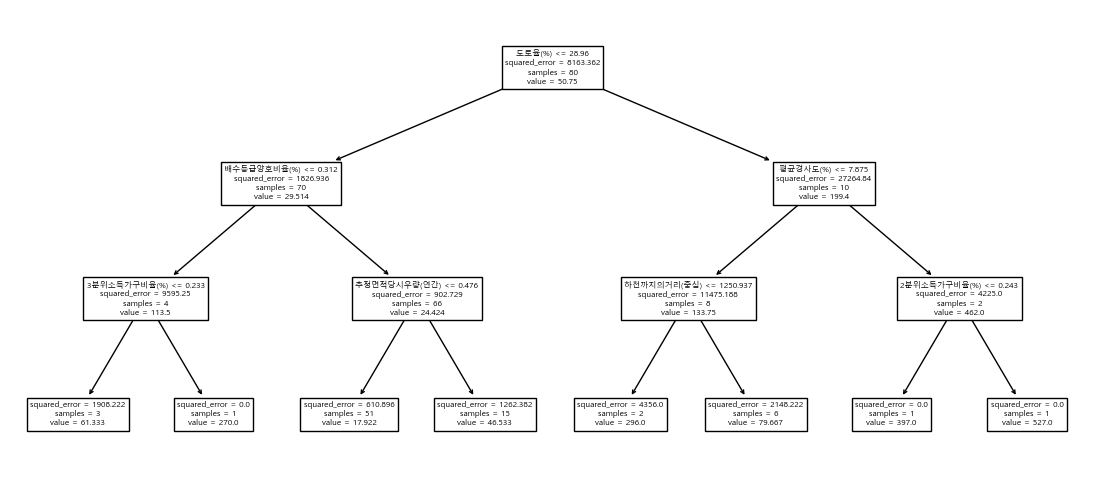 도로율(%) <= 28.96
squared_error = 8163.362
samples = 80
value = 50.75
배수등급양호비율(%) <= 0.312
squared_error = 1826.936
samples = 70
value = 29.514
평균경사도(%) <= 7.875
squared_error = 27264.84
samples = 10
value = 199.4
3분위소득가구비율(%) <= 0.233
squared_error = 9595.25
samples = 4
value = 113.5
추정면적당시우량(연간) <= 0.476
squared_error = 902.729
samples = 66
value = 24.424
하천까지의거리(중심) <= 1250.937
squared_error = 11475.188
samples = 8
value = 133.75
2분위소득가구비율(%) <= 0.243
squared_error = 4225.0
samples = 2
value = 462.0
squared_error = 1908.222
samples = 3
value = 61.333
squared_error = 0.0
samples = 1
value = 270.0
squared_error = 610.896
samples = 51
value = 17.922
squared_error = 1262.382
samples = 15
value = 46.533
squared_error = 4356.0
samples = 2
value = 296.0
squared_error = 2148.222
samples = 6
value = 79.667
squared_error = 0.0
samples = 1
value = 397.0
squared_error = 0.0
samples = 1
value = 527.0